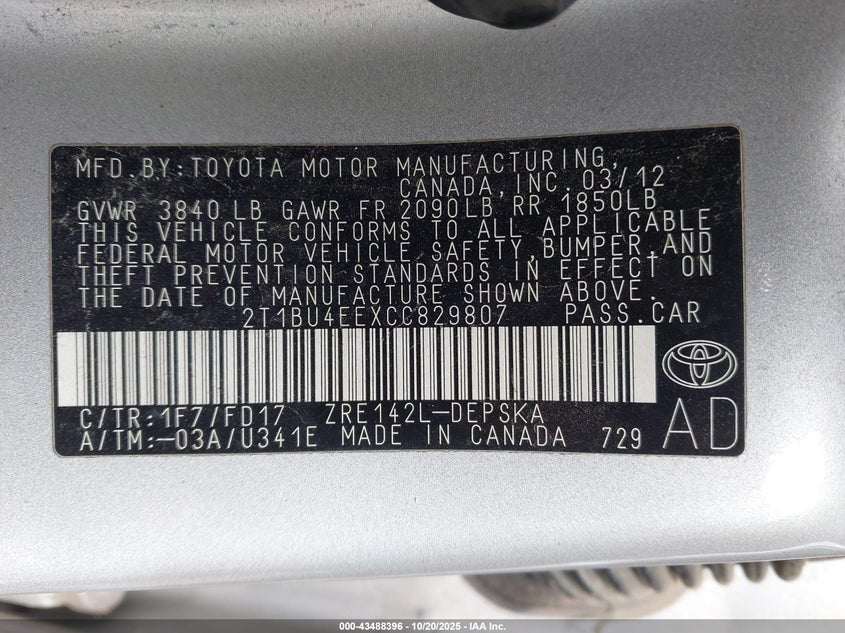 MFD.BY:TOYOTA MOTOR MANUFACTURING,
CANADA,INC.03/12
GVWR 3840 LB GAWR FR 2090LB RR 1850LB
THIS VEHICLE CONFORMS TO ALL APPLICABLE
FEDERAL MOTOR VEHICLE SAFETY,BUMPER,AND
THEFT PREVENTION STANDARDS IN EFFECT ON
THE DATE OF MANUFACTURE SHOWN ABOVE.
2T1BU4EEXCC829807 PASS.CAR
C/TR:1F7/FD17 ZRE142L-DEPSKA
A/TM:-03A/U341E MADE IN CANADA 729
AD
000-43488396 | 10/20/2025 - IAA Inc.